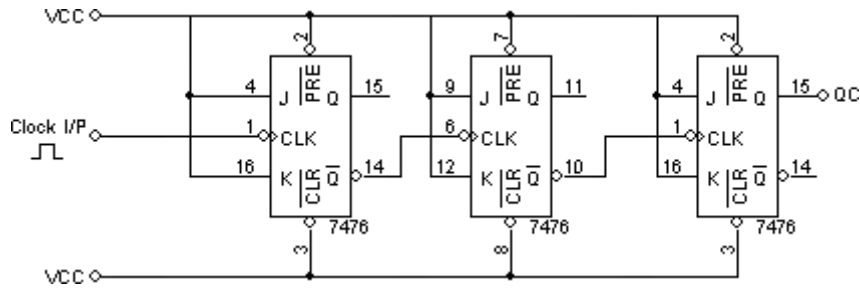 VCC
2 7 2
4 J PRE Q 15 9 J PRE Q 11 4 J PRE Q 15 QC
Clock I/P 1 CLK 6 CLK 1 CLK
16 K CLR Q 14 12 K CLR Q 10 16 K CLR Q 14
7476 7476 7476
3 8 3
VCC